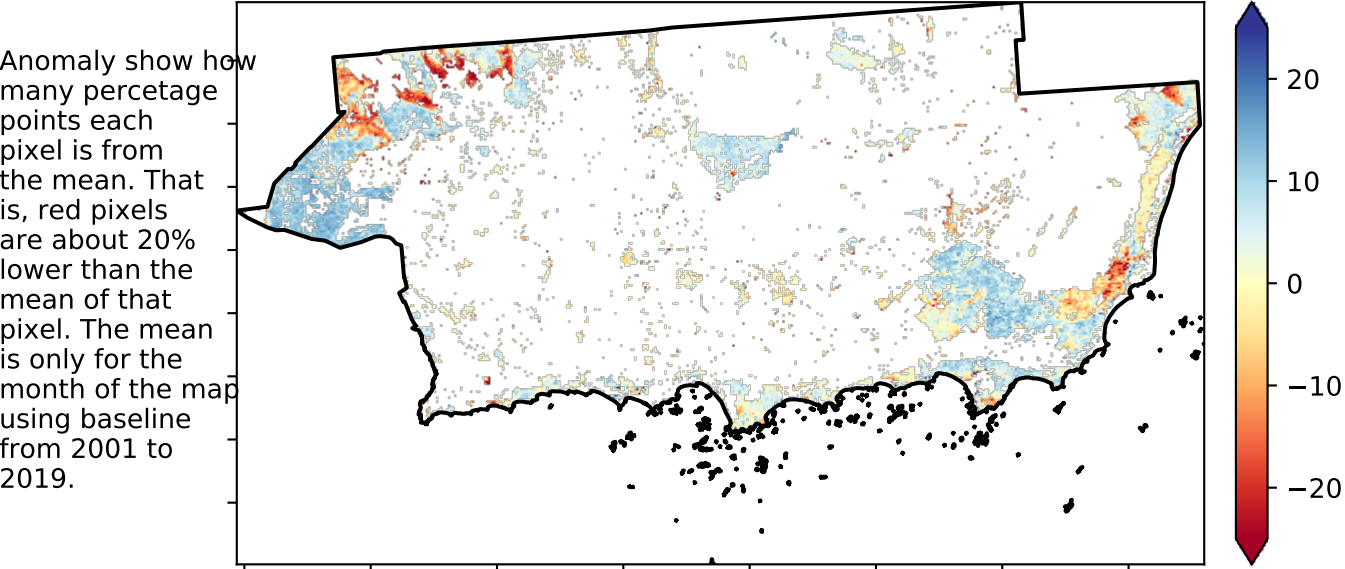 Anomaly show how
many percetage
points each
pixel is from
the mean. That
is, red pixels
are about 20%
lower than the
mean of that
pixel. The mean
is only for the
month of the map
using baseline
from 2001 to
2019.
20
10
0
−10
−20